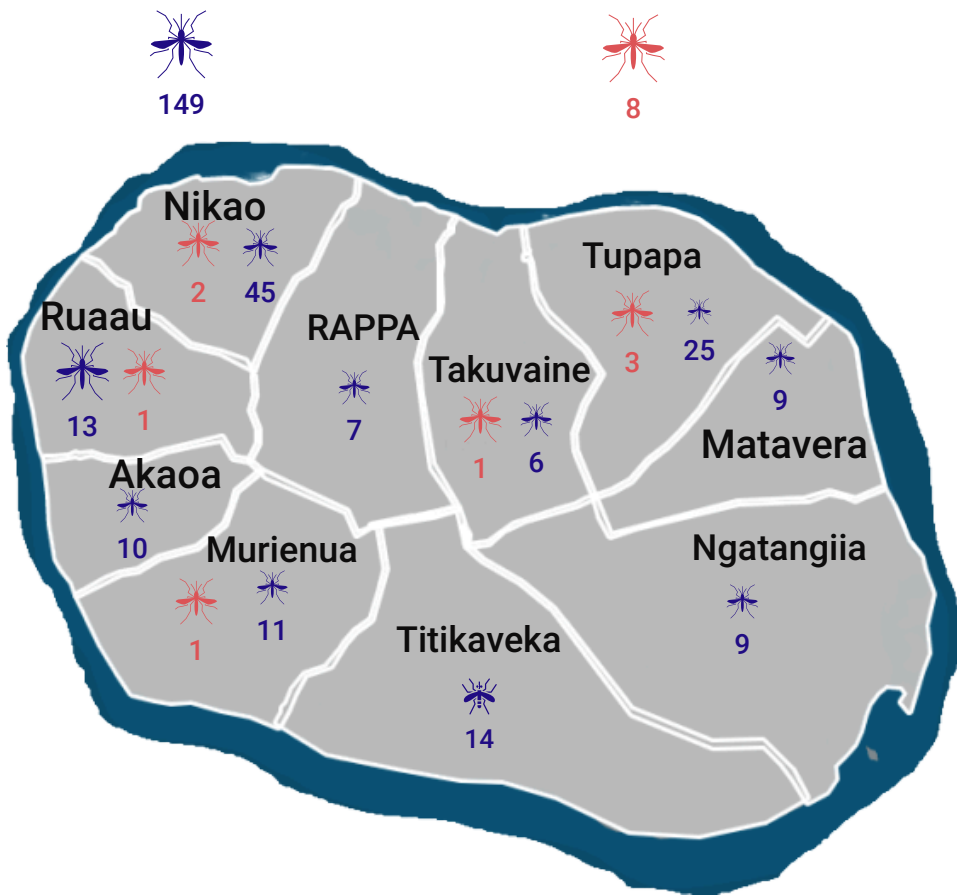 149
8
Nikao
2 45
Tupapa
3 25
Ruaau
13 1
RAPPA
7
Takuvaine
1 6
9
Matavera
Akaoa
10
Murienua
1 11
Ngatangiia
9
Titikaveka
14